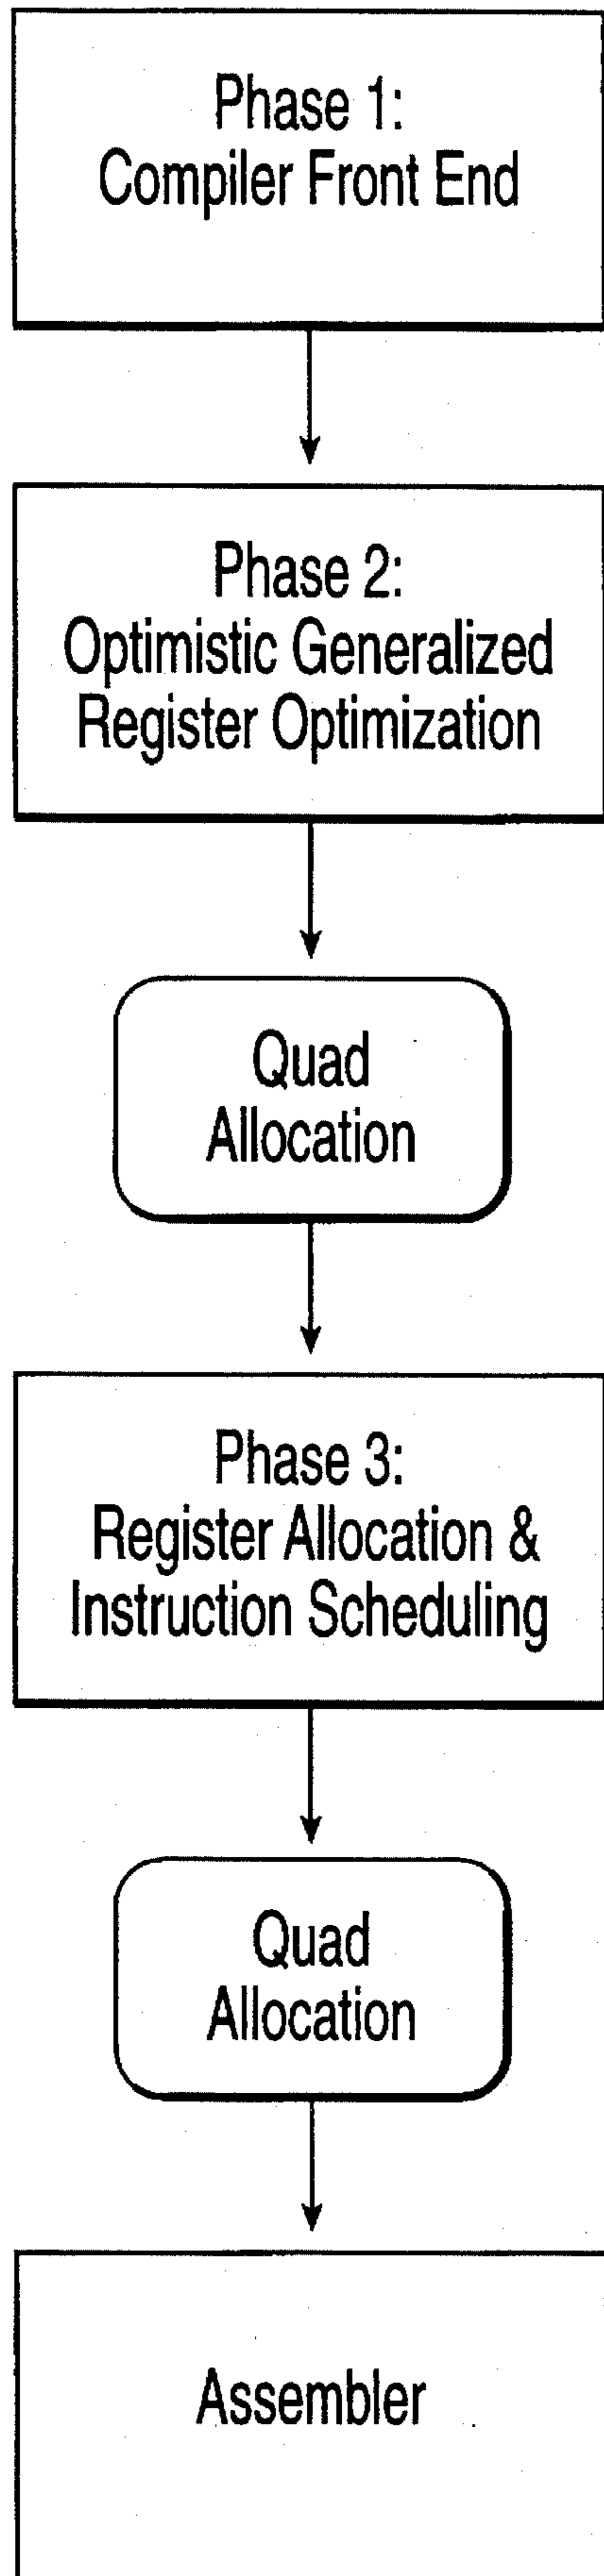 Phase 1:
Compiler Front End
Phase 2:
Optimistic Generalized
Register Optimization
Quad
Allocation
Phase 3:
Register Allocation &
Instruction Scheduling
Quad
Allocation
Assembler